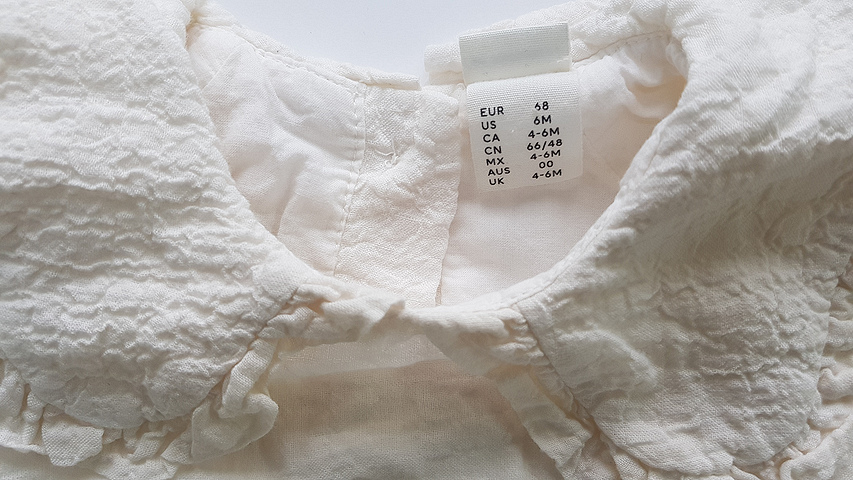 EUR 68
US 6M
CA 4-6M
CN 66/48
MX 4-6M
AUS 00
UK 4-6M